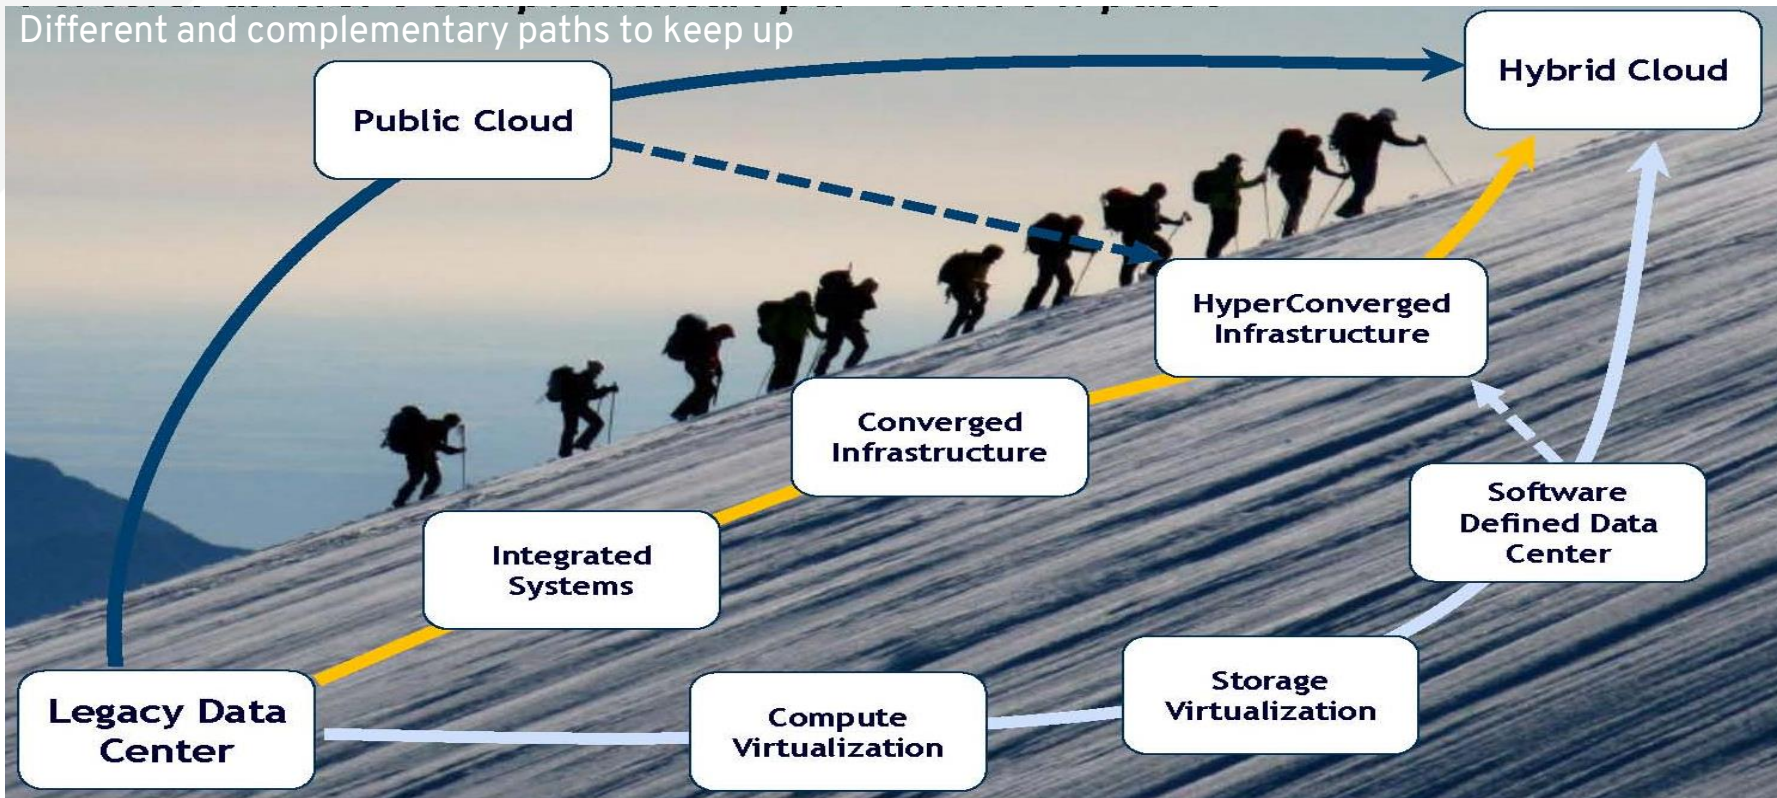 Different and complementary paths to keep up
Public Cloud
Hybrid Cloud
HyperConverged
Infrastructure
Converged
Infrastructure
Software
Defined Data
Center
Integrated
Systems
Storage
Virtualization
Legacy Data
Center
Compute
Virtualization